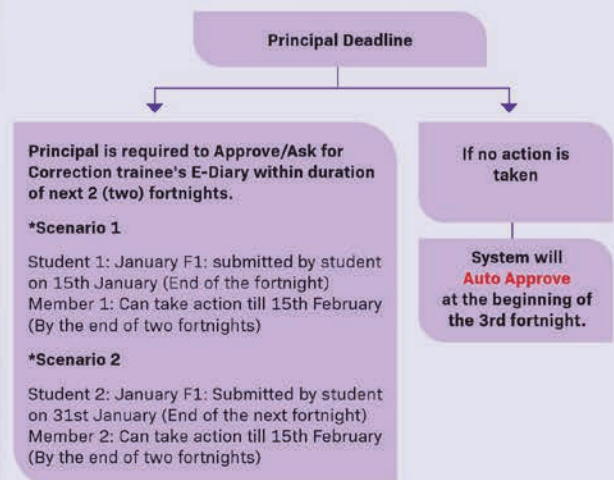 Principal Deadline
Principal is required to Approve/Ask for
Correction trainee's E-Diary within duration
of next 2 (two) fortnights.
*Scenario 1
Student 1: January F1: submitted by student
on 15th January (End of the fortnight)
Member 1: Can take action till 15th February
(By the end of two fortnights)
*Scenario 2
Student 2: January F1: Submitted by student
on 31st January (End of the next fortnight)
Member 2: Can take action till 15th February
(By the end of two fortnights)
If no action is
taken
System will
Auto Approve
at the beginning of
the 3rd fortnight.